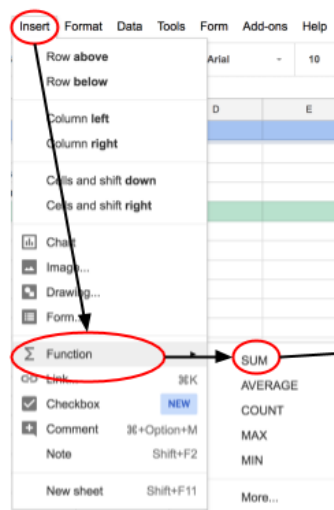 Insert Format Data Tools Form Add-ons Help
Row above
Arial - 10
Row below
Column left
D E
Column right
Cells and shift down
Cells and shift right
Chart
Image...
Drawing...
Form...
Function
SUM
Link... ⌘K
AVERAGE
Checkbox NEW
COUNT
Comment ⌘+Option+M
MAX
Note Shift+F2
MIN
New sheet Shift+F11
More...